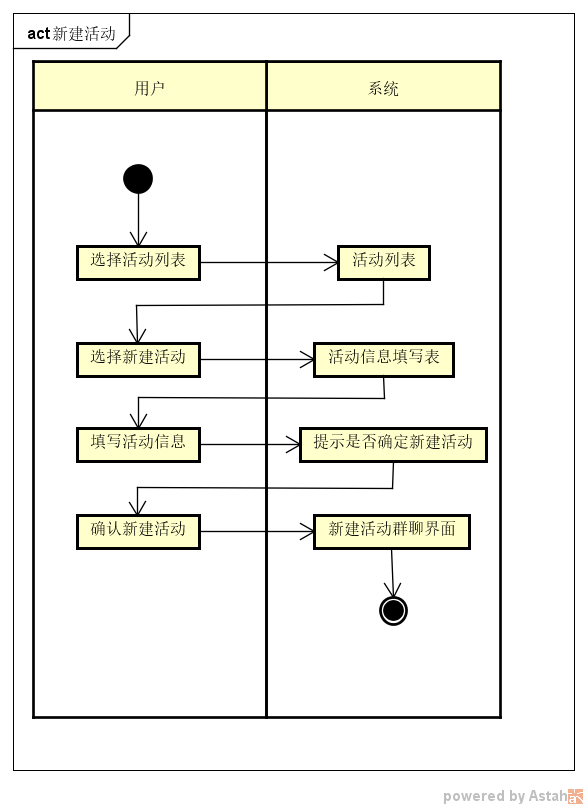 act 新建活动
用户
系统
选择活动列表
活动列表
选择新建活动
活动信息填写表
填写活动信息
提示是否确定新建活动
确认新建活动
新建活动群聊界面
powered by Astah